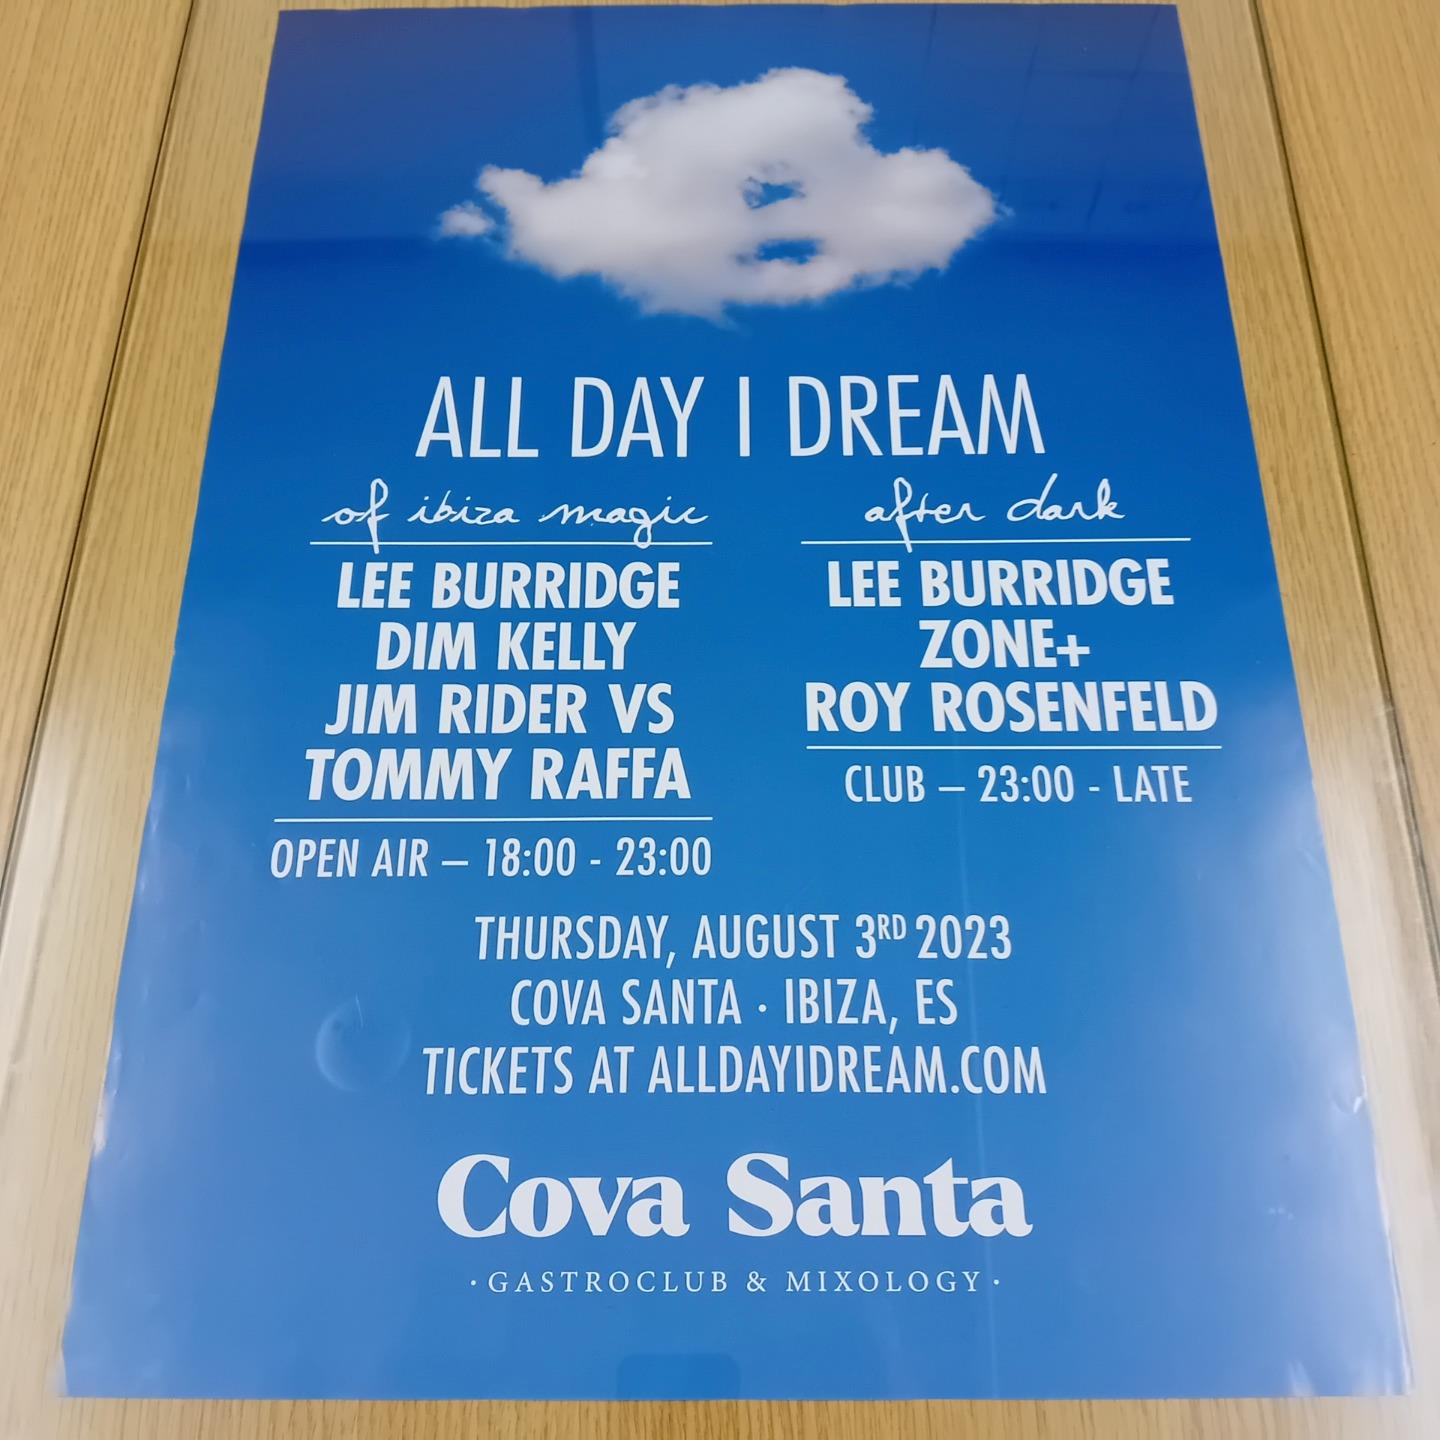 ALL DAY I DREAM
of ibiza magic
LEE BURRIDGE
DIM KELLY
JIM RIDER VS
TOMMY RAFFA
OPEN AIR – 18:00 - 23:00
after dark
LEE BURRIDGE
ZONE+
ROY ROSENFELD
CLUB – 23:00 - LATE
THURSDAY, AUGUST 3RD 2023
COVA SANTA · IBIZA, ES
TICKETS AT ALLDAYIDREAM.COM
Cova Santa
· GASTROCLUB & MIXOLOGY ·